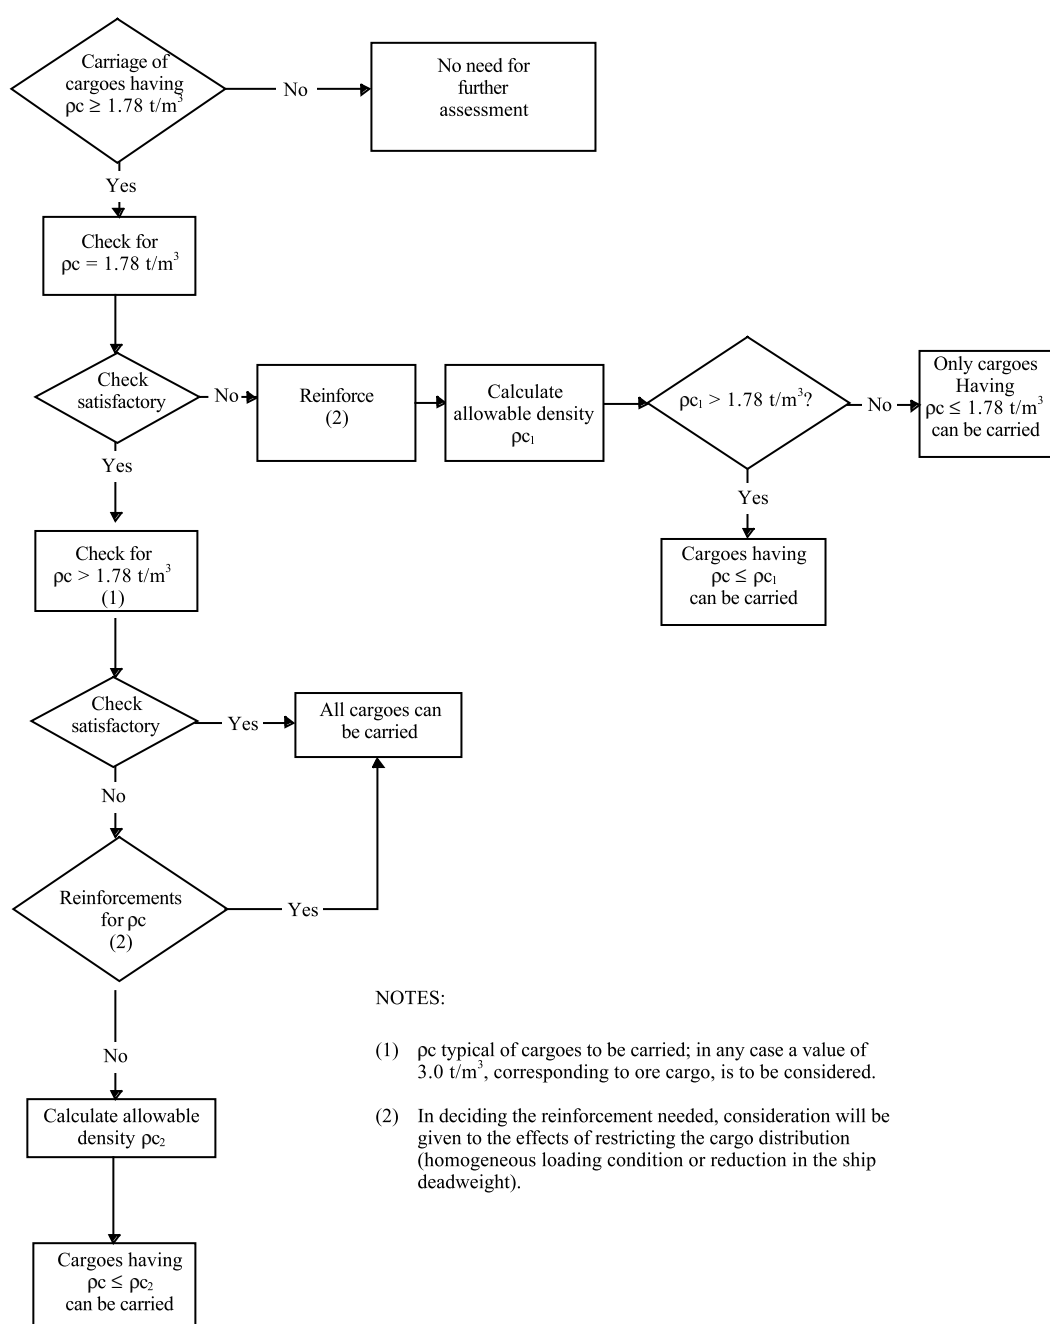 Carriage of
cargoes having
ρc ≥ 1.78 t/m³
No
No need for
further
assessment
Yes
Check for
ρc = 1.78 t/m³
Check
satisfactory
No
Reinforce
(2)
Calculate
allowable density
ρc₁
ρc₁ > 1.78 t/m³?
No
Only cargoes
Having
ρc ≤ 1.78 t/m³
can be carried
Yes
Yes
Cargoes having
ρc ≤ ρc₁
can be carried
Check for
ρc > 1.78 t/m³
(1)
Check
satisfactory
Yes
All cargoes can
be carried
No
Reinforcements
for ρc
(2)
Yes
No
Calculate allowable
density ρc₂
Cargoes having
ρc ≤ ρc₂
can be carried
NOTES:
(1) ρc typical of cargoes to be carried; in any case a value of
3.0 t/m³, corresponding to ore cargo, is to be considered.
(2) In deciding the reinforcement needed, consideration will be
given to the effects of restricting the cargo distribution
(homogeneous loading condition or reduction in the ship
deadweight).